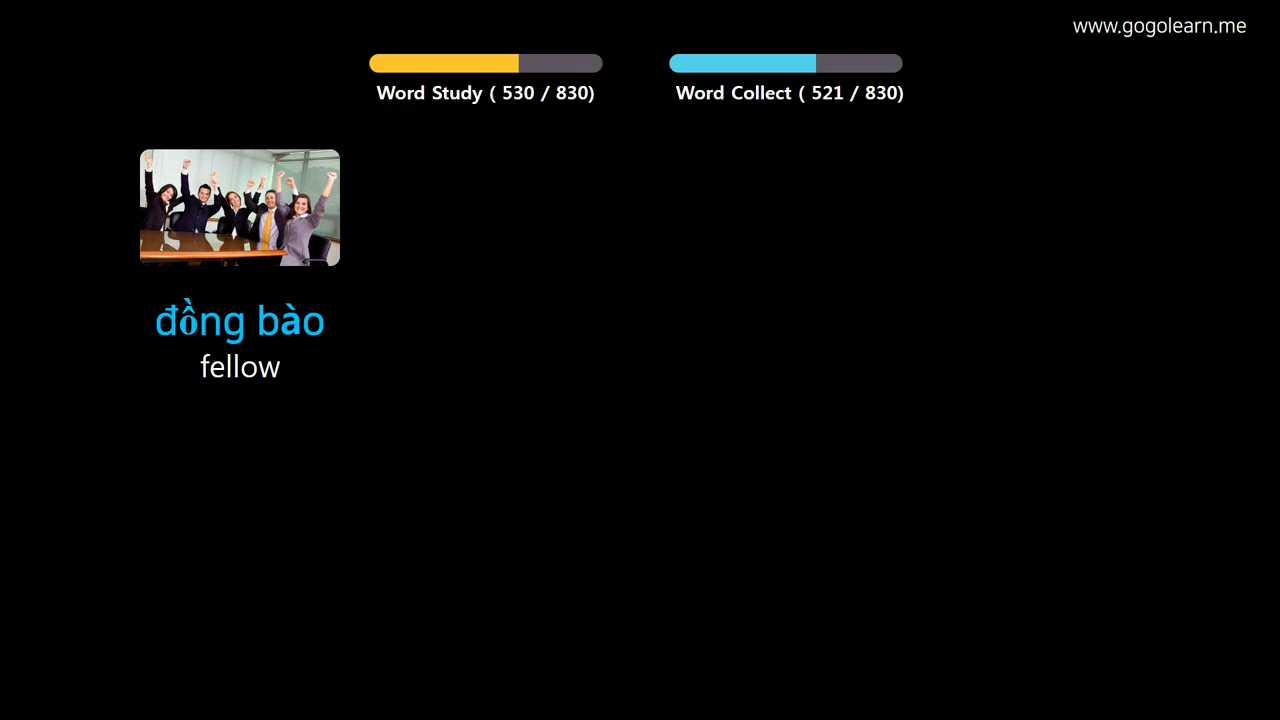 www.gogolearn.me
Word Study ( 530 / 830)
Word Collect ( 521 / 830)
đồng bào
fellow